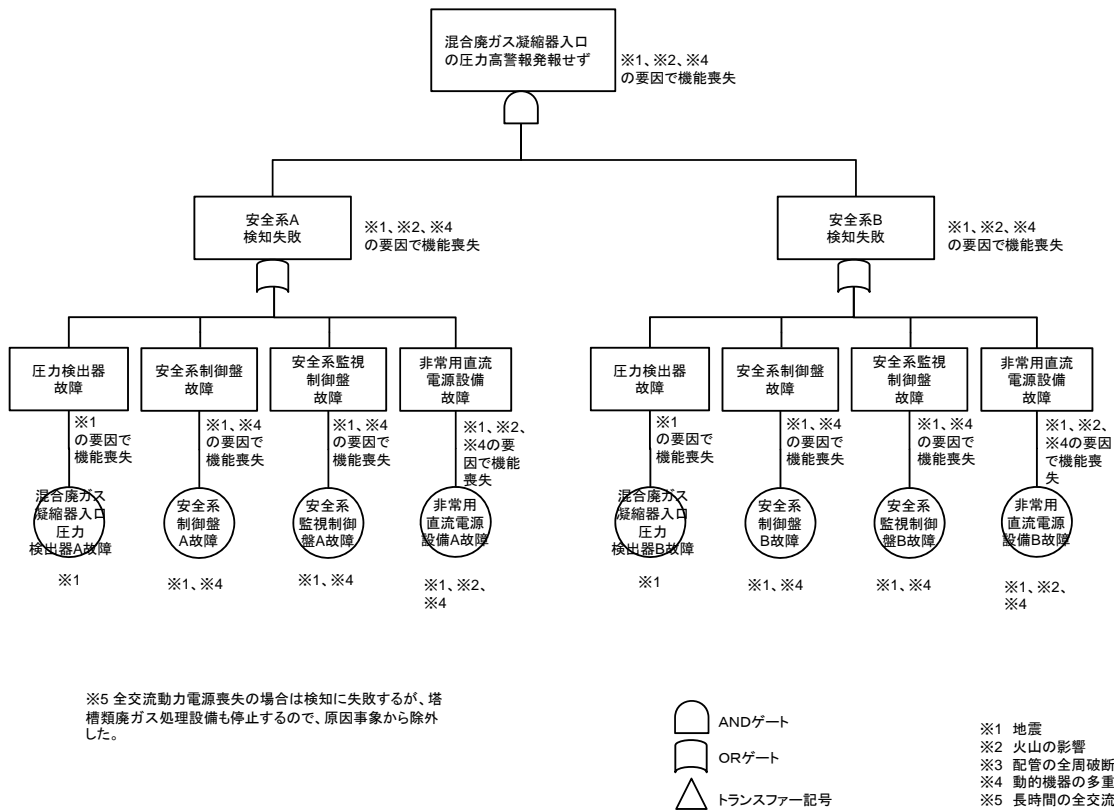 混合廃ガス凝縮器入口
の圧力高警報発報せず
※1、※2、※4
の要因で機能喪失
安全系A
検知失敗
※1、※2、※4
の要因で機能喪失
安全系B
検知失敗
※1、※2、※4
の要因で機能喪失
圧力検出器
故障
安全系制御盤
故障
安全系監視
制御盤
故障
非常用直流
電源設備
故障
圧力検出器
故障
安全系制御盤
故障
安全系監視
制御盤
故障
非常用直流
電源設備
故障
※1
の要因で
機能喪失
※1、※4
の要因で
機能喪失
※1、※4
の要因で
機能喪失
※1、※2、
※4の要
因で機能
喪失
※1
の要因で
機能喪失
※1、※4
の要因で
機能喪失
※1、※4
の要因で
機能喪失
※1、※2、
※4の要因
で機能喪
失
混合廃ガス
凝縮器入口
圧力
検出器A故障
安全系
制御盤
A故障
安全系
監視制御
盤A故障
非常用
直流電源
設備A故障
混合廃ガス
凝縮器入口
圧力
検出器B故障
安全系
制御盤
B故障
安全系
監視制御
盤B故障
非常用
直流電源
設備B故障
※1
※1、※4
※1、※4
※1、※2、
※4
※1
※1、※4
※1、※4
※1、※2、
※4
※5 全交流動力電源喪失の場合は検知に失敗するが、塔
槽類廃ガス処理設備も停止するので、原因事象から除外
した。
ANDゲート
ORゲート
トランスファー記号
※1 地震
※2 火山の影響
※3 配管の全周破断
※4 動的機器の多重
※5 長時間の全交流